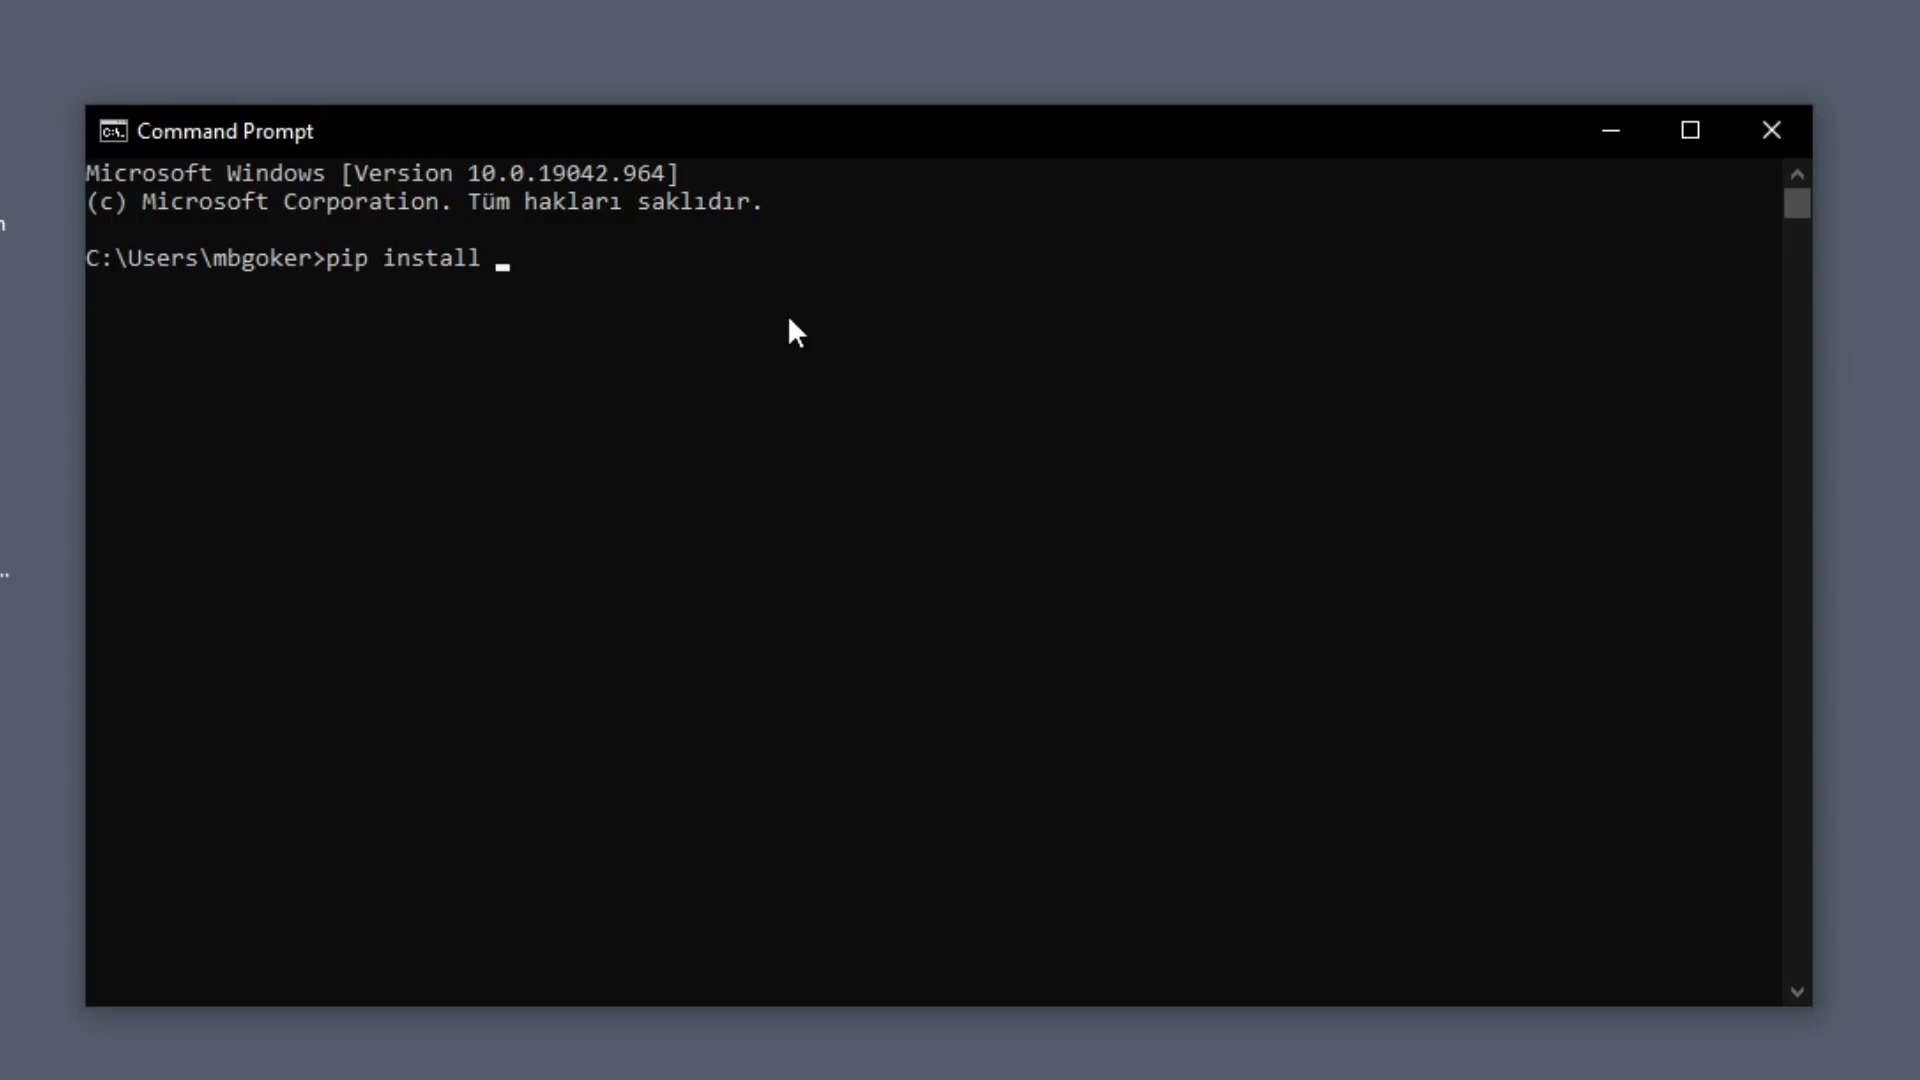 Command Prompt
Microsoft Windows [Version 10.0.19042.964]
(c) Microsoft Corporation. Tüm hakları saklıdır.
C:\Users\mbgoker>pip install